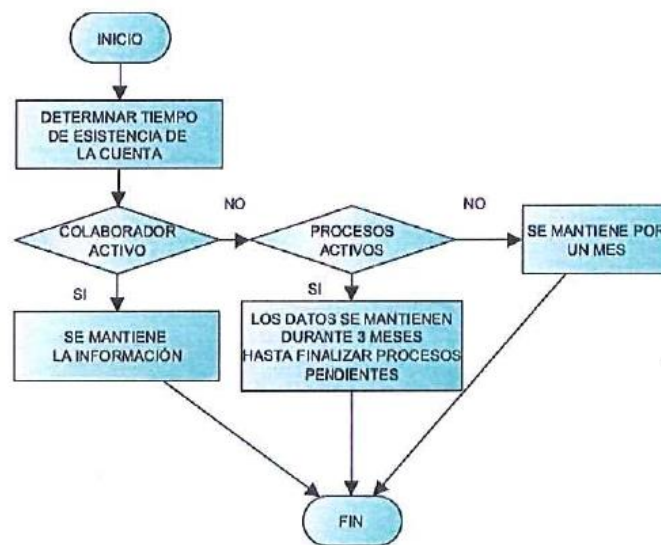 INICIO
DETERMNAR TIEMPO
DE ESISTENCIA DE
LA CUENTA
COLABORADOR
ACTIVO
NO
PROCESOS
ACTIVOS
NO
SE MANTIENE POR
UN MES
SI
SE MANTIENE
LA INFORMACIÓN
SI
LOS DATOS SE MANTIENEN
DURANTE 3 MESES
HASTA FINALIZAR PROCESOS
PENDIENTES
FIN